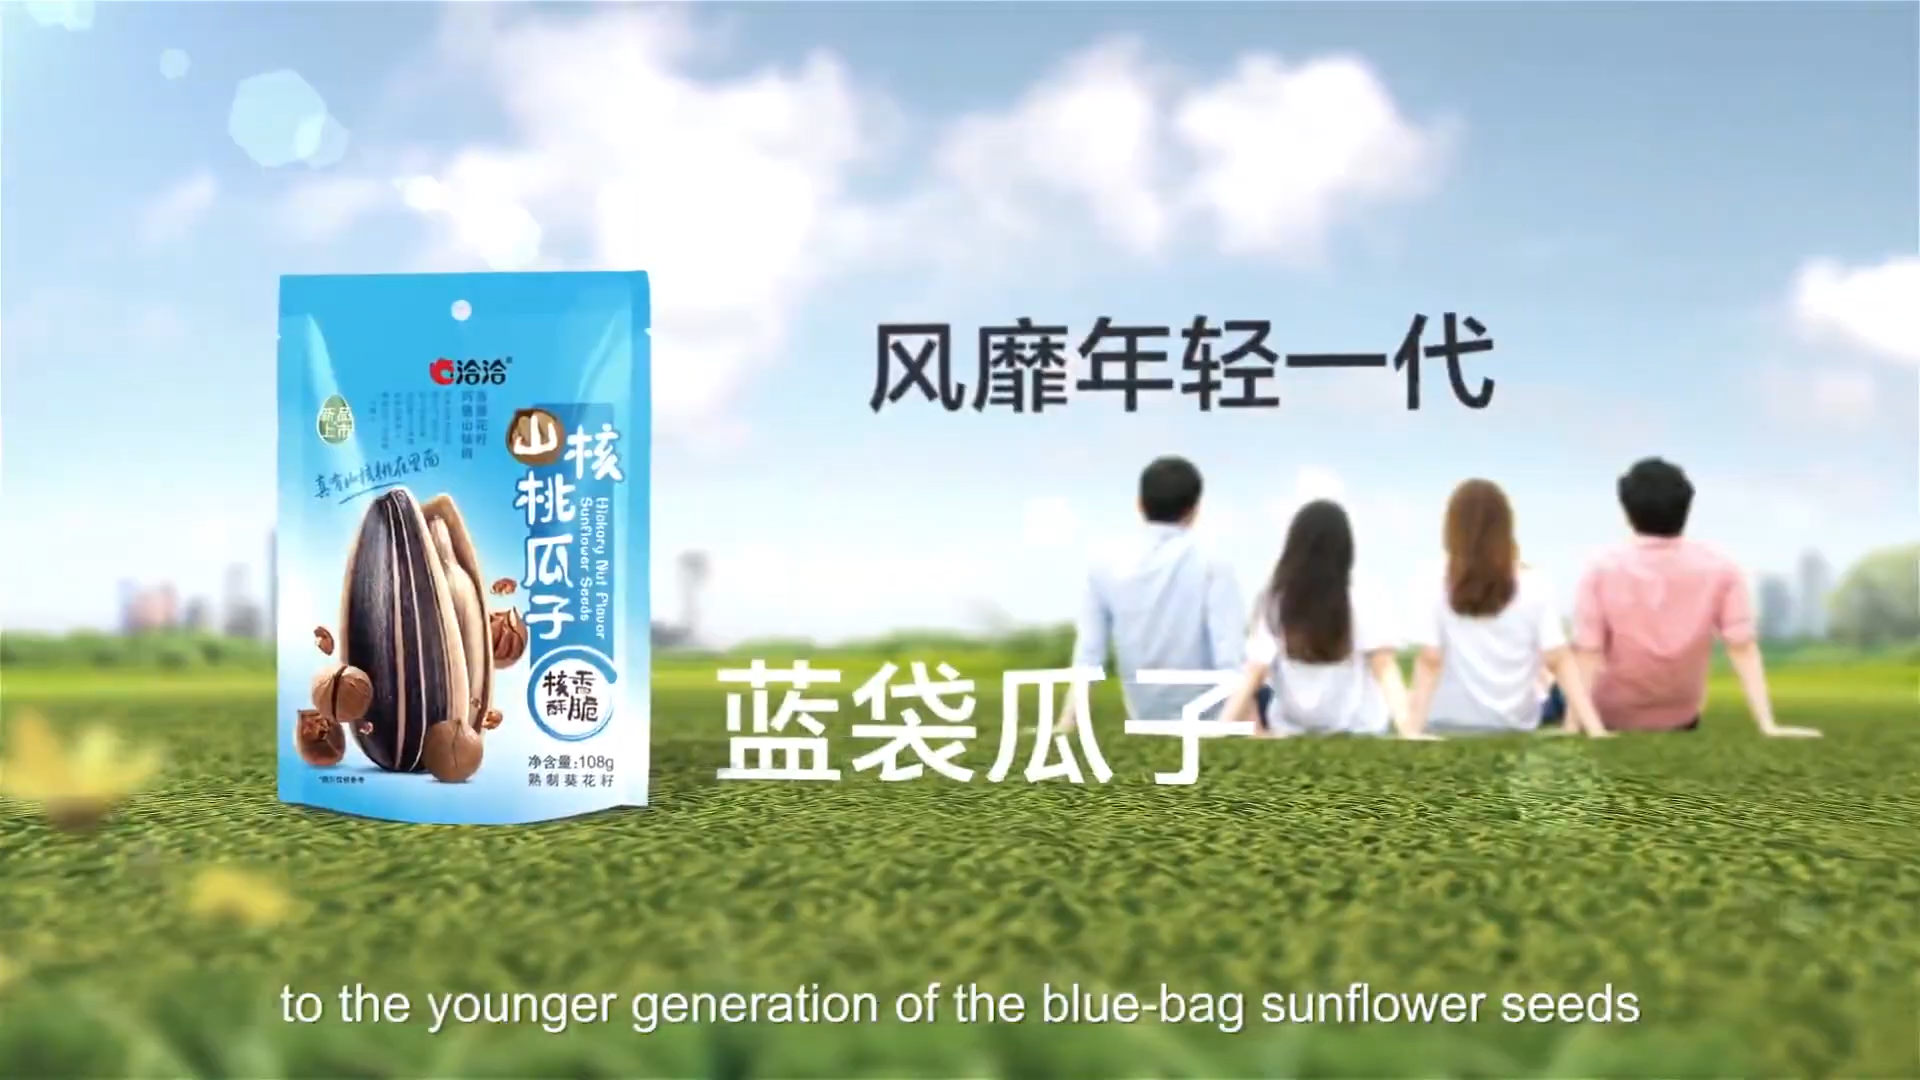 洽洽
新品
上市
真有山核桃在里面
山核桃瓜子
Hickory Nut Flavor
Sunflower Seeds
核香
酥脆
净含量:108g
熟制葵花籽
风靡年轻一代
蓝袋瓜子
to the younger generation of the blue-bag sunflower seeds